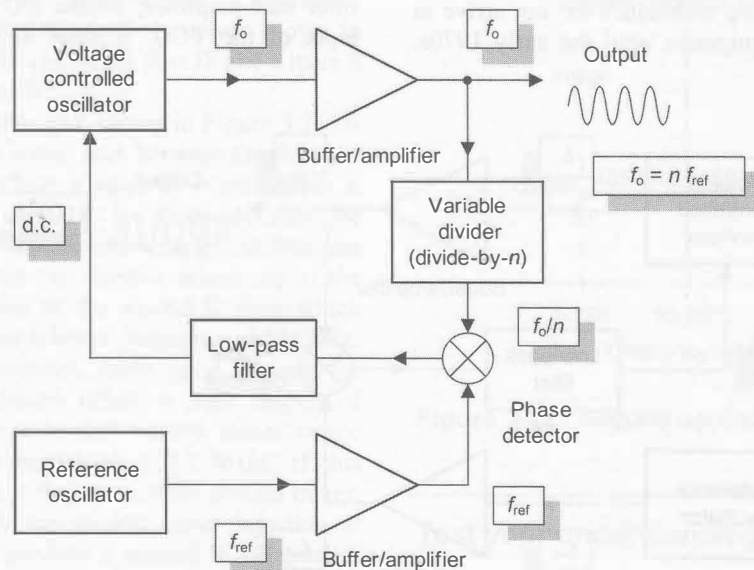 Voltage
controlled
oscillator
f_o
f_o
Output
Buffer/amplifier
f_o = n f_ref
d.c.
Variable
divider
(divide-by-n)
f_o/n
Low-pass
filter
Phase
detector
Reference
oscillator
f_ref
f_ref
Buffer/amplifier